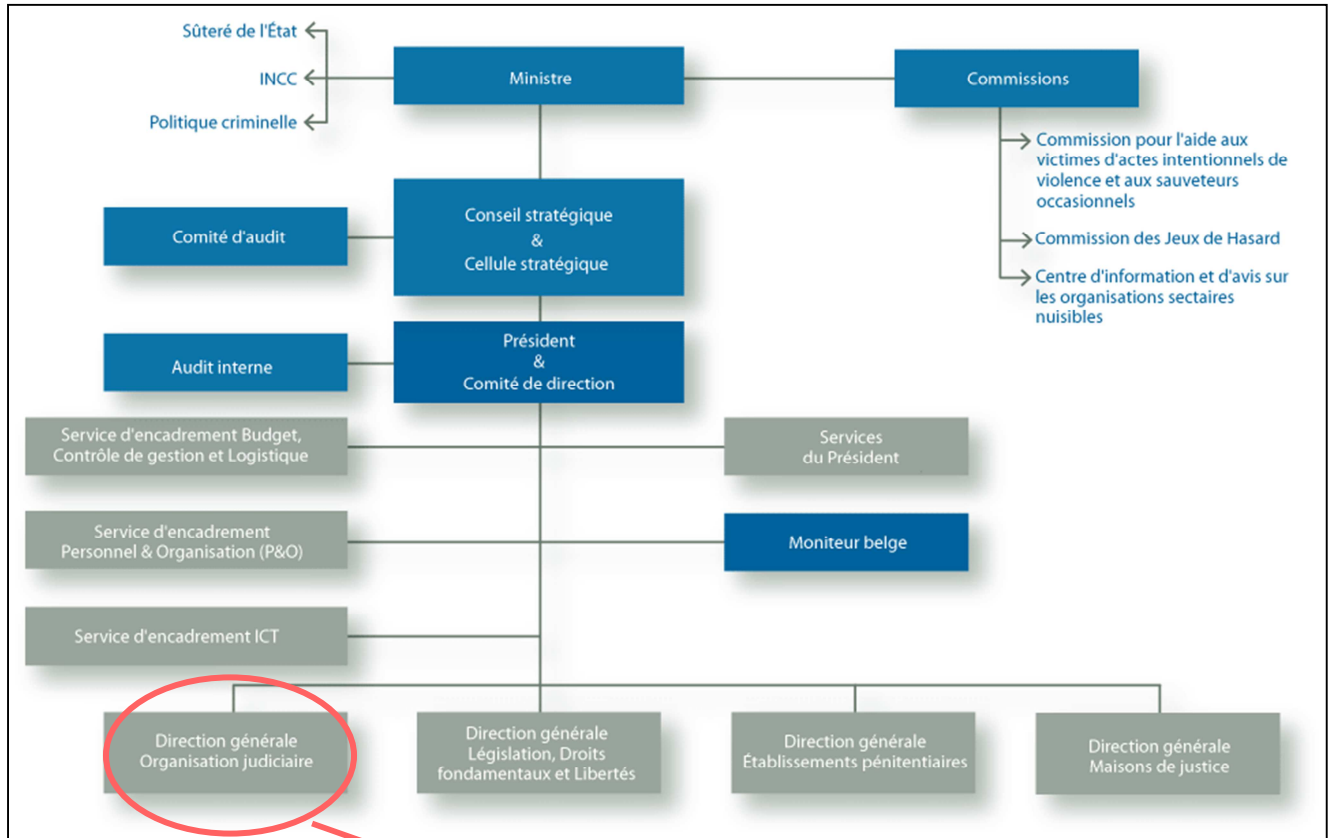 Sûteré de l'État
INCC
Politique criminelle
Ministre
Commissions
Commission pour l'aide aux
victimes d'actes intentionnels de
violence et aux sauveteurs
occasionnels
Commission des Jeux de Hasard
Centre d'information et d'avis sur
les organisations sectaires
nuisibles
Comité d'audit
Conseil stratégique
&
Cellule stratégique
Audit interne
Président
&
Comité de direction
Service d'encadrement Budget,
Contrôle de gestion et Logistique
Services
du Président
Service d'encadrement
Personnel & Organisation (P&O)
Moniteur belge
Service d'encadrement ICT
Direction générale
Organisation judiciaire
Direction générale
Législation, Droits
fondamentaux et Libertés
Direction générale
Établissements pénitentiaires
Direction générale
Maisons de justice